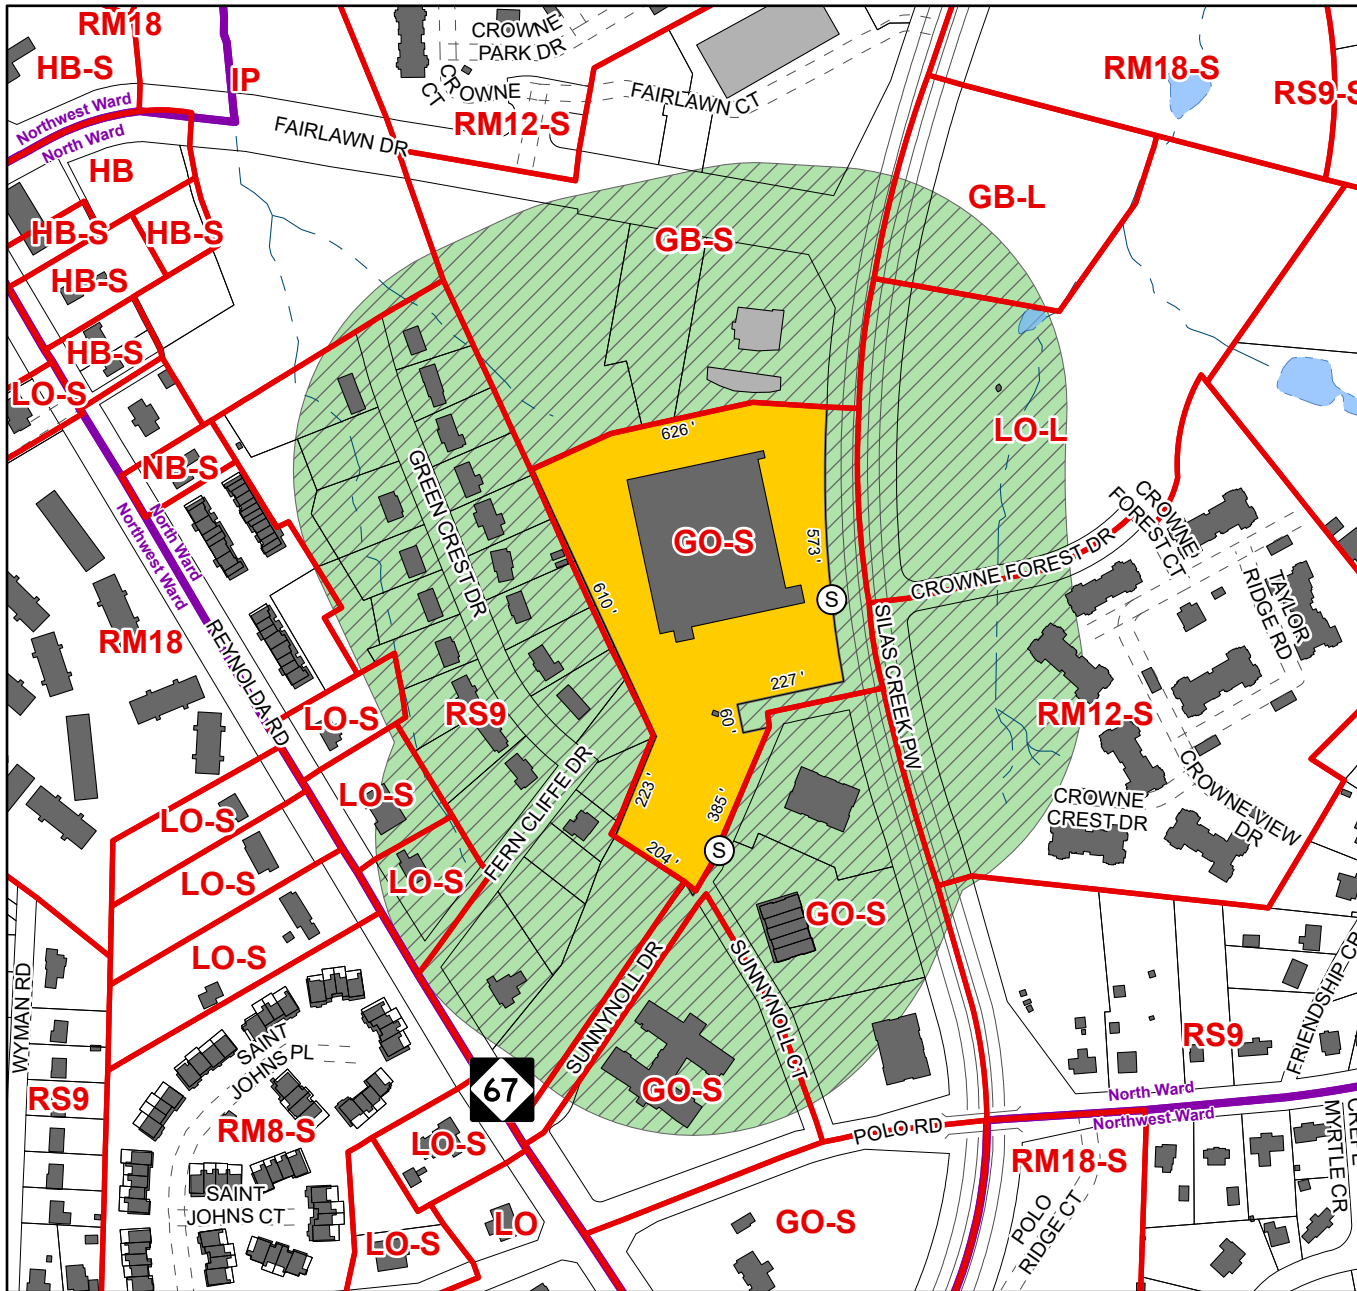 RM18
CROWNE
PARK DR
HB-S
IP
CROWNE
CT
CROWNE
RM18-S
RS9-S
FAIRLAWN CT
Northwest Ward
North Ward
RM12-S
FAIRLAWN DR
HB
GB-L
HB-S
HB-S
GB-S
HB-S
HB-S
LO-S
626 '
LO-L
NB-S
GREEN CREST DR
North Ward
Northwest Ward
GO-S
573 '
CROWNE
FOREST CT
CROWNE FOREST DR
610 '
S
TAYLOR
RIDGE RD
RM18
REYNOLDA RD
SILAS CREEK PW
227 '
60 '
LO-S
RS9
RM12-S
FERN CLIFFE DR
223 '
385 '
LO-S
LO-S
CROWNE
CREST DR
CROWNEVIEW
DR
204 '
S
LO-S
LO-S
GO-S
LO-S
SUNNYNOLL DR
SUNNYNOLL CT
WYMAN RD
FRIENDSHIP CR
SAINT
JOHNS PL
RS9
67
RS9
GO-S
North Ward
Northwest Ward
RM8-S
LO-S
POLO RD
RM18-S
MYRTLE CR
SAINT
JOHNS CT
LO-S
LO
GO-S
POLO
RIDGE CT